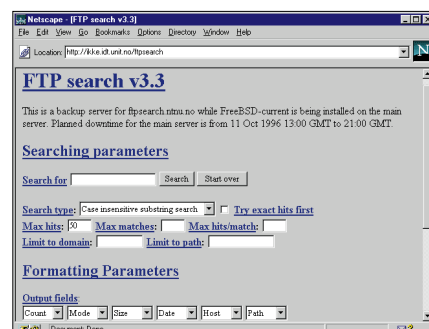 Netscape - [FTP search v3.3]
File Edit View Go Bookmarks Options Directory Window Help
Location: http://ikke.idt.unit.no/ftpsearch
N
FTP search v3.3
This is a backup server for ftpsearch.ntnu.no while FreeBSD-current is being installed on the main
server. Planned downtime for the main server is from 11 Oct 1996 13:00 GMT to 21:00 GMT.
Searching parameters
Search for Search Start over
Search type: Case insensitive substring search Try exact hits first
Max hits: 50 Max matches: Max hits/match:
Limit to domain: Limit to path:
Formatting Parameters
Output fields:
Count Mode Size Date Host Path
Document: Done